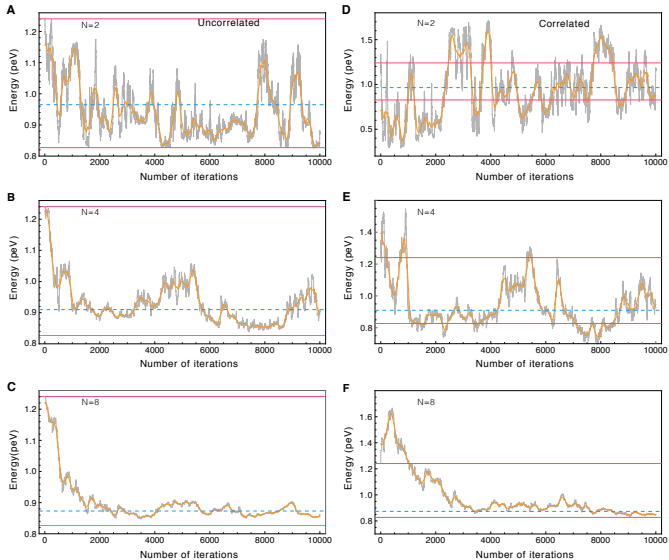 A
N=2
Uncorrelated
Energy (peV)
1.2
1.1
1.0
0.9
0.8
0
2000
4000
6000
8000
10000
Number of iterations
D
N=2
Correlated
Energy (peV)
1.5
1.0
0.5
0
2000
4000
6000
8000
10000
Number of iterations
B
N=4
Energy (peV)
1.2
1.1
1.0
0.9
0.8
0
2000
4000
6000
8000
10000
Number of iterations
E
N=4
Energy (peV)
1.6
1.4
1.2
1.0
0.8
0
2000
4000
6000
8000
10000
Number of iterations
C
N=8
Energy(peV)
1.2
1.1
1.0
0.9
0.8
0
2000
4000
6000
8000
10000
Number of iterations
F
N=8
Energy (peV)
1.8
1.6
1.4
1.2
1.0
0.8
0
2000
4000
6000
8000
10000
Number of iterations